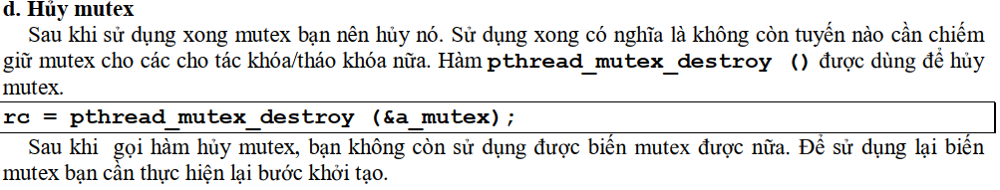 d. Hủy mutex
Sau khi sử dụng xong mutex bạn nên hủy nó. Sử dụng xong có nghĩa là không còn tuyến nào cần chiếm
giữ mutex cho các cho tác khóa/tháo khóa nữa. Hàm pthread_mutex_destroy () được dùng để hủy
mutex.
rc = pthread_mutex_destroy (&a_mutex);
Sau khi gọi hàm hủy mutex, bạn không còn sử dụng được biến mutex được nữa. Để sử dụng lại biến
mutex bạn cần thực hiện lại bước khởi tạo.